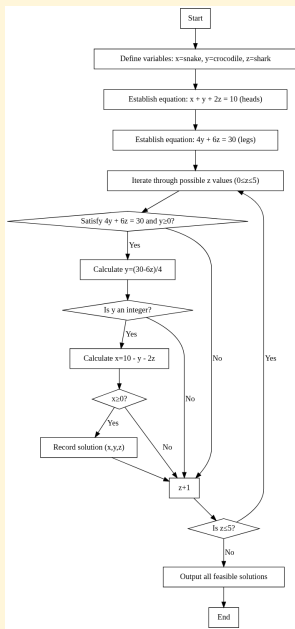 Start
Define variables: x=snake, y=crocodile, z=shark
Establish equation: x + y + 2z = 10 (heads)
Establish equation: 4y + 6z = 30 (legs)
Iterate through possible z values (0≤z≤5)
Satisfy 4y + 6z = 30 and y≥0?
Yes
Calculate y=(30-6z)/4
Is y an integer?
Yes
Calculate x=10 - y - 2z
No
Yes
x≥0?
No
Yes
No
Record solution (x,y,z)
z+1
Is z≤5?
No
Output all feasible solutions
End